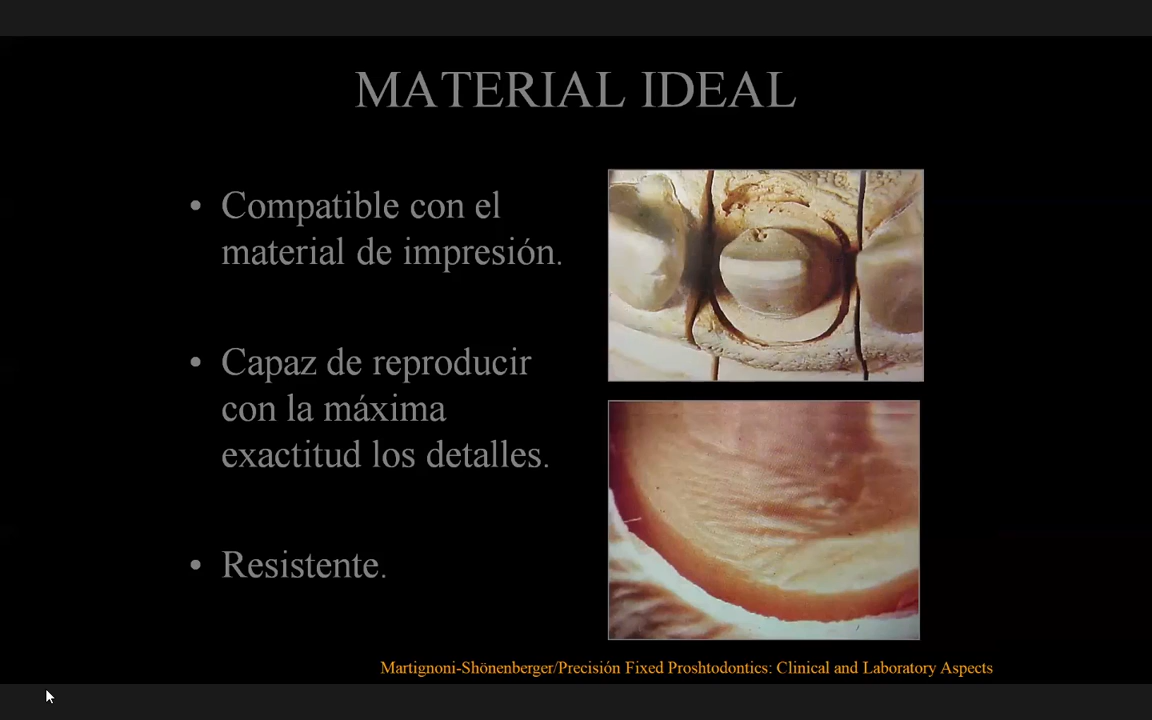 MATERIAL IDEAL
• Compatible con el
material de impresión.
• Capaz de reproducir
con la máxima
exactitud los detalles.
• Resistente.
Martignoni-Shönenberger/Precisión Fixed Proshtodontics: Clinical and Laboratory Aspects